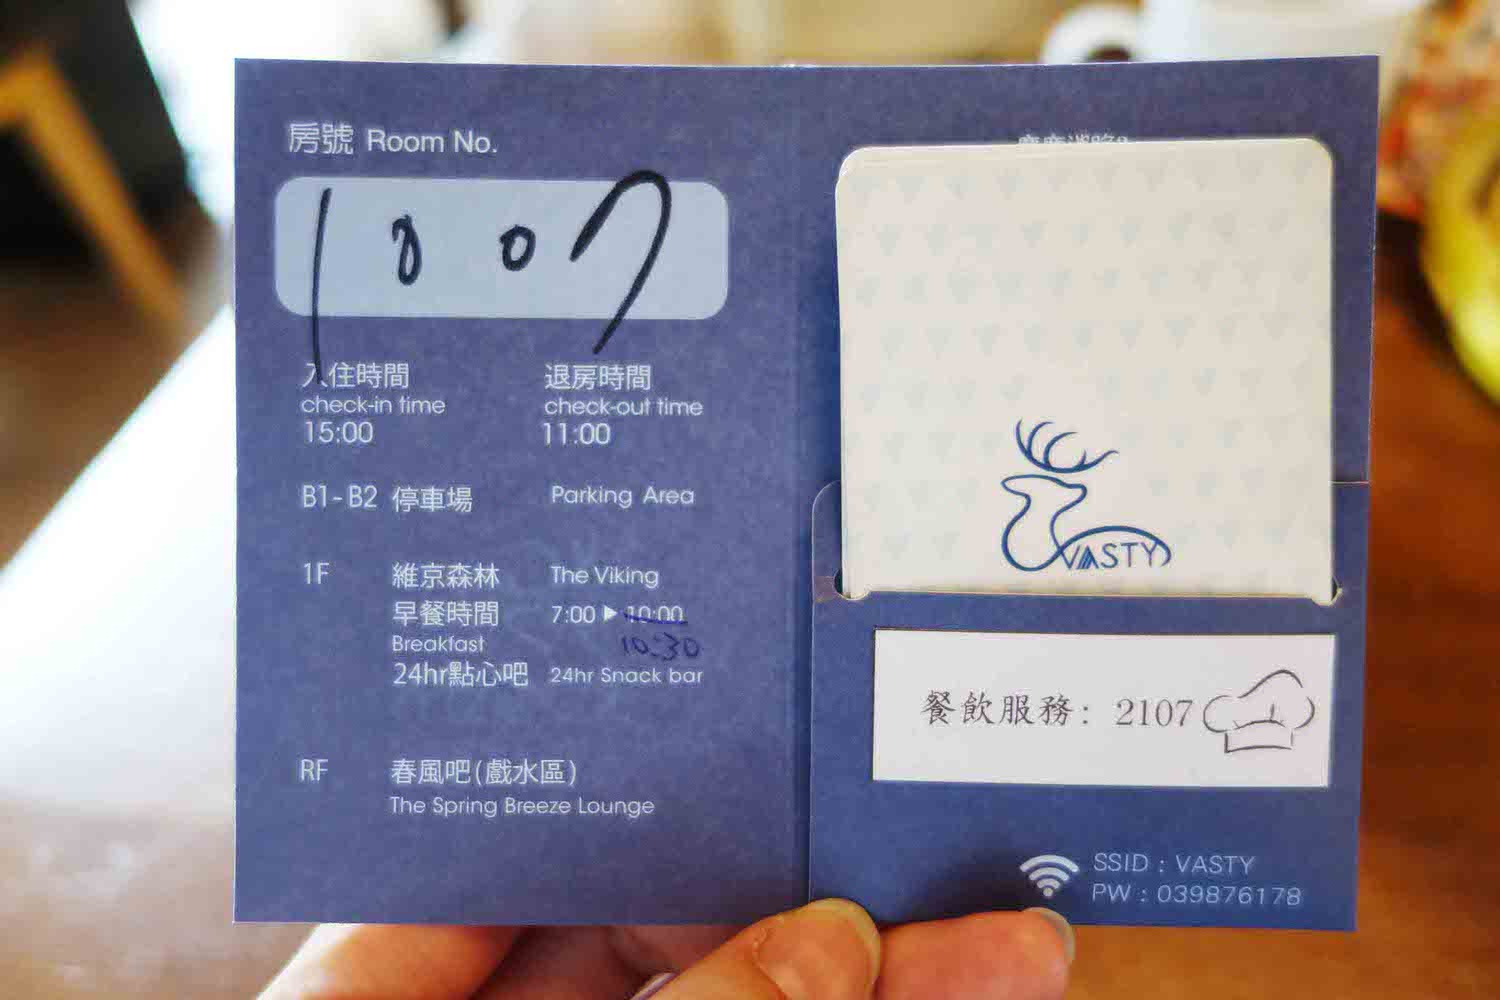 房號 Room No.
1007
入住時間 退房時間
check-in time check-out time
15:00 11:00
B1-B2 停車場 Parking Area
1F 維京森林 The Viking
早餐時間 7:00 ▶ 10:00
Breakfast 10:30
24hr點心吧 24hr Snack bar
RF 春風吧(戲水區)
The Spring Breeze Lounge
VASTY
餐飲服務: 2107
SSID : VASTY
PW : 039876178